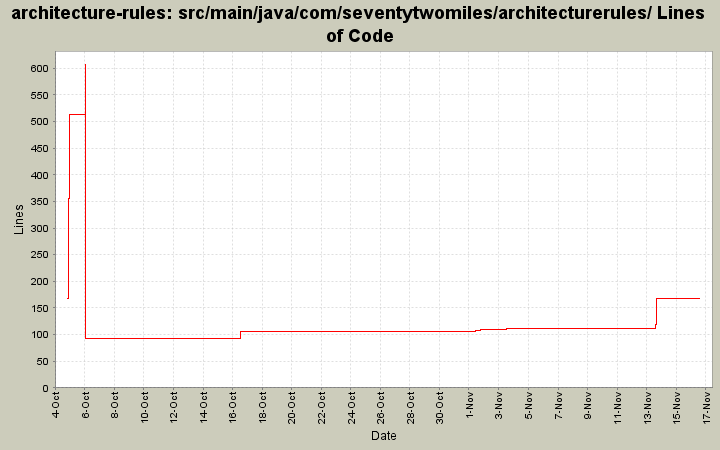 architecture-rules: src/main/java/com/seventytwomiles/architecturerules/ Lines
of Code
Lines
600
550
500
450
400
350
300
250
200
150
100
50
0
4-Oct
6-Oct
8-Oct
10-Oct
12-Oct
14-Oct
16-Oct
18-Oct
20-Oct
22-Oct
24-Oct
26-Oct
28-Oct
30-Oct
1-Nov
3-Nov
5-Nov
7-Nov
9-Nov
11-Nov
13-Nov
15-Nov
17-Nov
Date